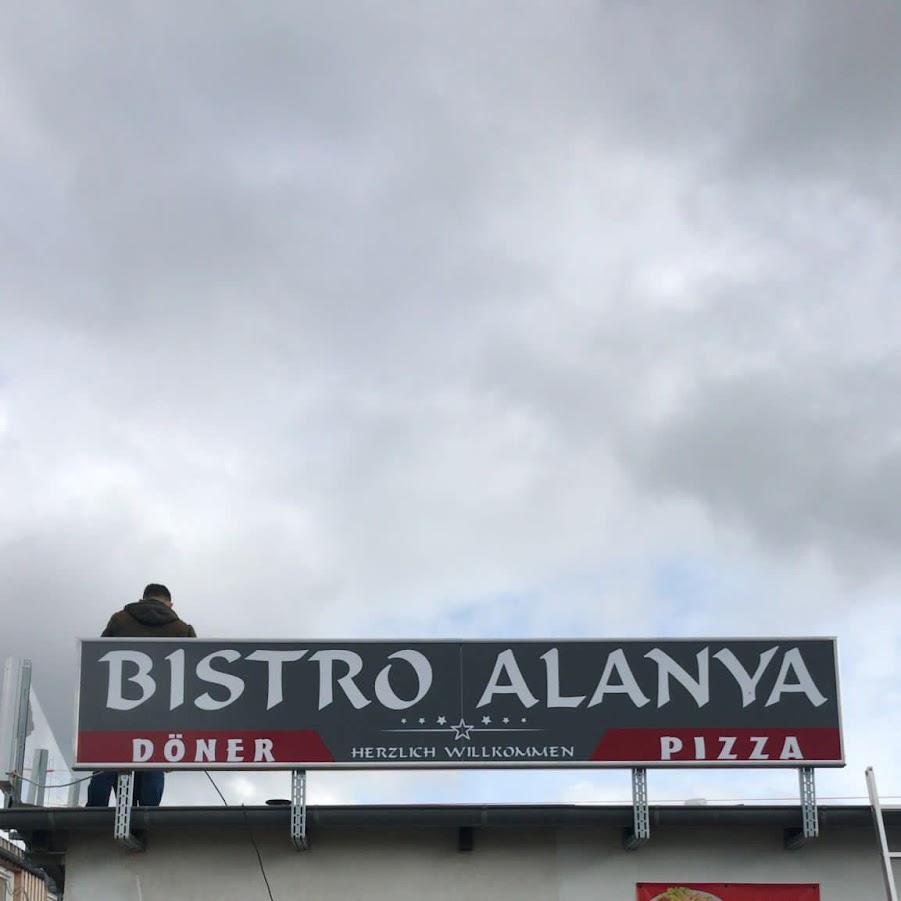 BISTRO ALANYA
DÖNER
HERZLICH WILLKOMMEN
PIZZA